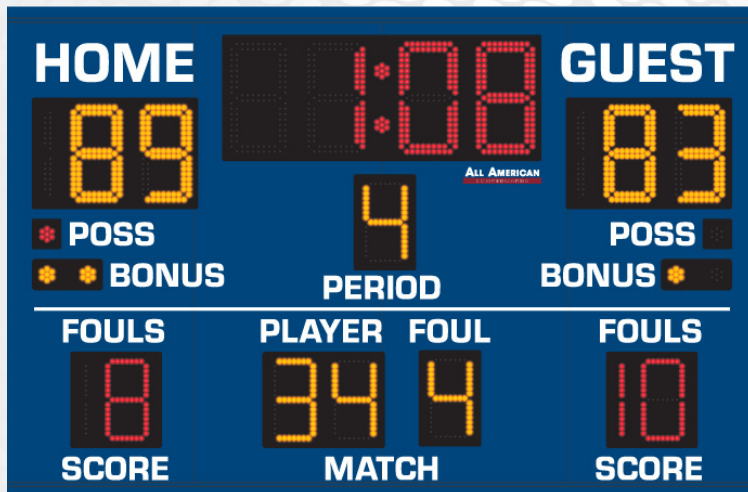 HOME
1:08
GUEST
89
83
ALL AMERICAN
SCOREBOARDS
POSS
4
POSS
BONUS
PERIOD
BONUS
FOULS
PLAYER FOUL
FOULS
8
34 4
10
SCORE
MATCH
SCORE